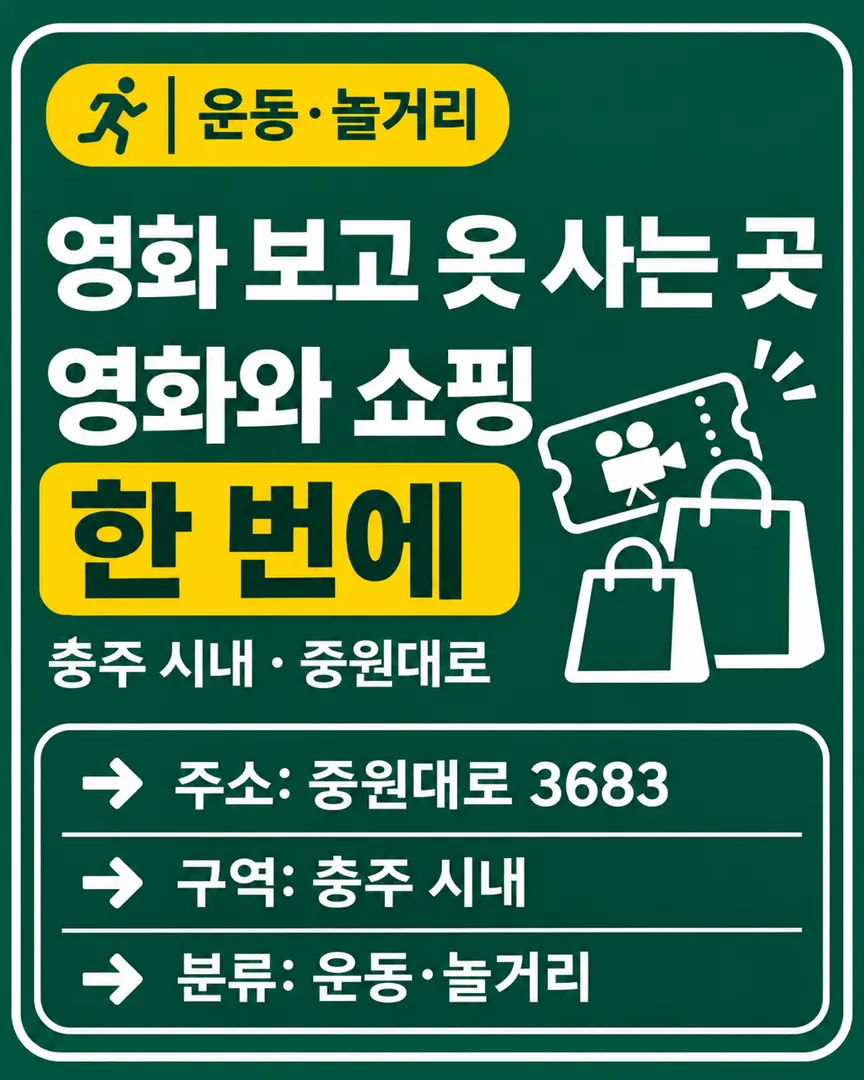 운동·놀거리
영화 보고 옷 사는 곳
영화와 쇼핑
한 번에
충주 시내 · 중원대로
주소: 중원대로 3683
구역: 충주 시내
분류: 운동·놀거리